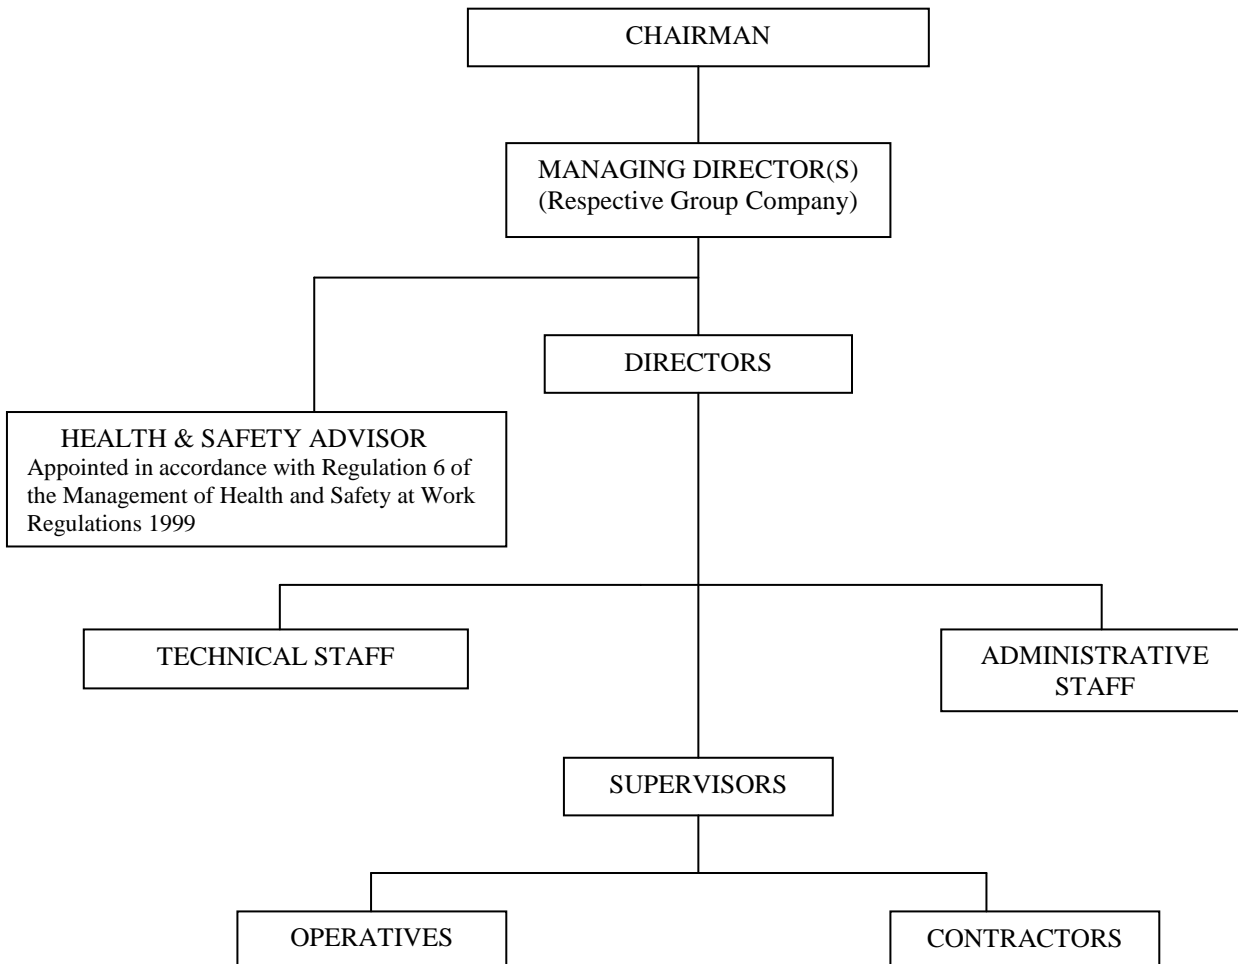 CHAIRMAN
MANAGING DIRECTOR(S)
(Respective Group Company)
DIRECTORS
HEALTH & SAFETY ADVISOR
Appointed in accordance with Regulation 6 of
the Management of Health and Safety at Work
Regulations 1999
TECHNICAL STAFF
ADMINISTRATIVE
STAFF
SUPERVISORS
OPERATIVES
CONTRACTORS